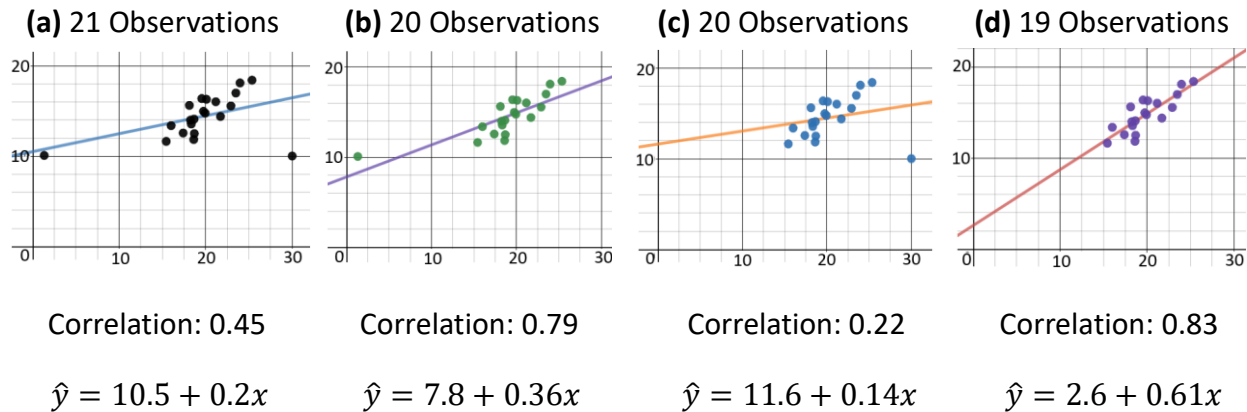 (a) 21 Observations
(b) 20 Observations
(c) 20 Observations
(d) 19 Observations
20
10
0
10
20
30
20
10
0
10
20
30
20
10
0
10
20
30
20
10
0
10
20
30
Correlation: 0.45
Correlation: 0.79
Correlation: 0.22
Correlation: 0.83
ŷ = 10.5 + 0.2x
ŷ = 7.8 + 0.36x
ŷ = 11.6 + 0.14x
ŷ = 2.6 + 0.61x